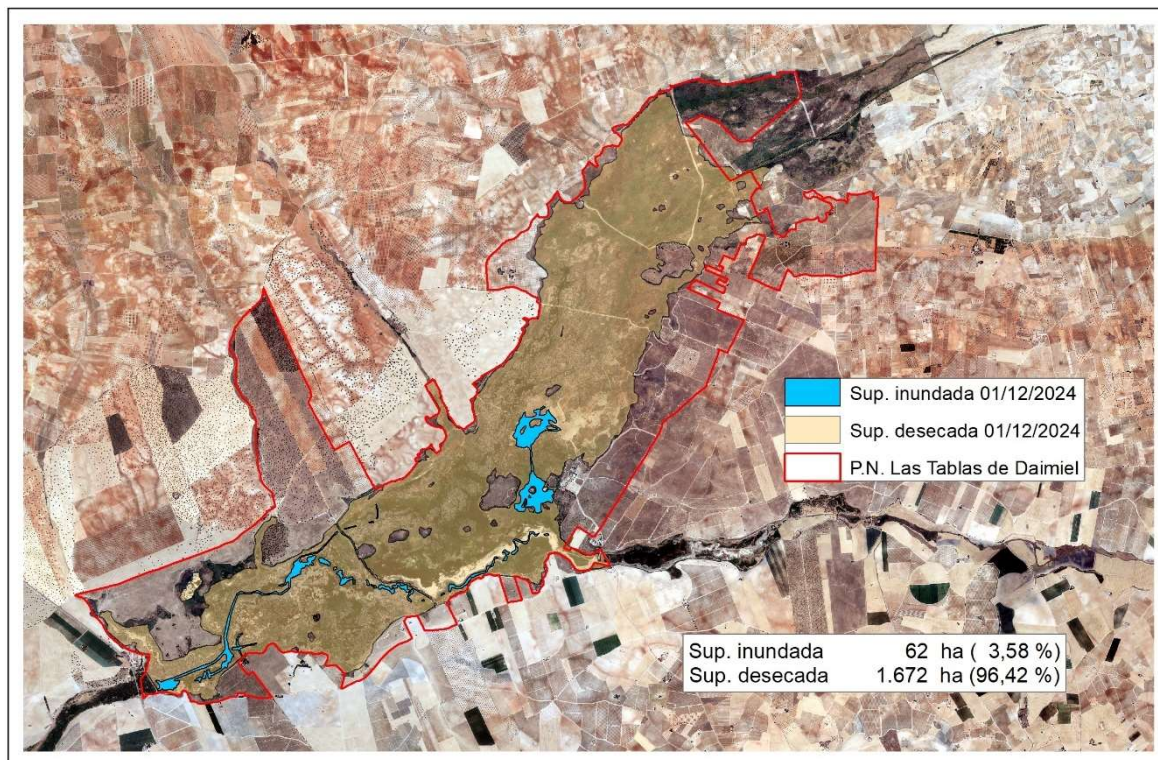 Sup. inundada 01/12/2024
Sup. desecada 01/12/2024
P.N. Las Tablas de Daimiel
Sup. inundada 62 ha ( 3,58 %)
Sup. desecada 1.672 ha (96,42 %)